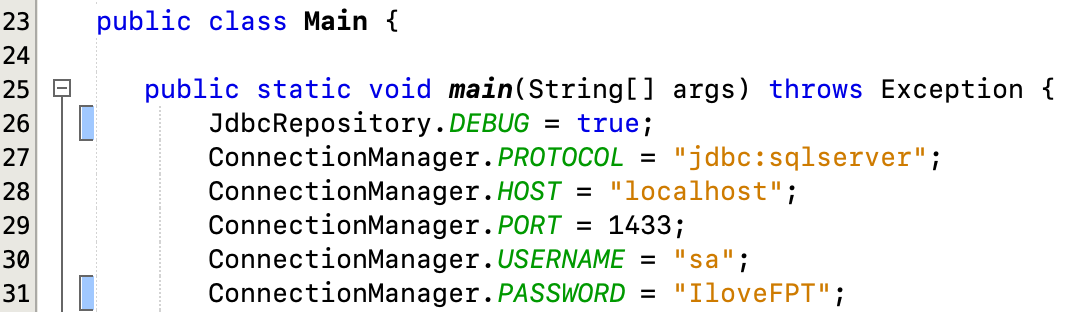 23 public class Main {
24
25 public static void main(String[] args) throws Exception {
26 JdbcRepository.DEBUG = true;
27 ConnectionManager.PROTOCOL = "jdbc:sqlserver";
28 ConnectionManager.HOST = "localhost";
29 ConnectionManager.PORT = 1433;
30 ConnectionManager.USERNAME = "sa";
31 ConnectionManager.PASSWORD = "IloveFPT";